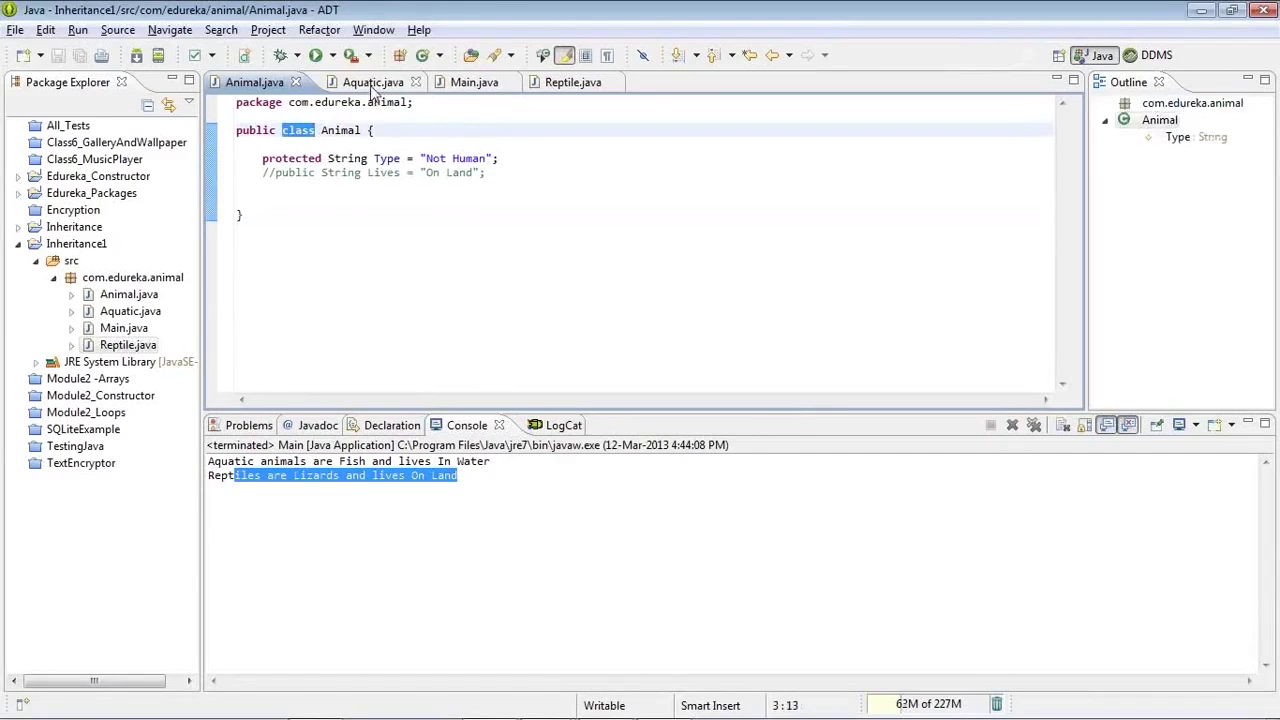 Java - Inheritance1/src/com/edureka/animal/Animal.java - ADT
File Edit Run Source Navigate Search Project Refactor Window Help
Java DDMS
Package Explorer
All_Tests
Class6_GalleryAndWallpaper
Class6_MusicPlayer
Edureka_Constructor
Edureka_Packages
Encryption
Inheritance
Inheritance1
src
com.edureka.animal
Animal.java
Aquatic.java
Main.java
Reptile.java
JRE System Library [JavaSE-
Module2 -Arrays
Module2_Constructor
Module2_Loops
SQLiteExample
TestingJava
TextEncryptor
Animal.java Aquatic.java Main.java Reptile.java
package com.edureka.animal;
public class Animal {
protected String Type = "Not Human";
//public String Lives = "On Land";
}
Outline
com.edureka.animal
Animal
Type : String
Problems Javadoc Declaration Console LogCat
<terminated> Main [Java Application] C:\Program Files\Java\jre7\bin\javaw.exe (12-Mar-2013 4:44:08 PM)
Aquatic animals are Fish and lives In Water
Reptiles are Lizards and lives On Land
Writable Smart Insert 3 : 13 62M of 227M